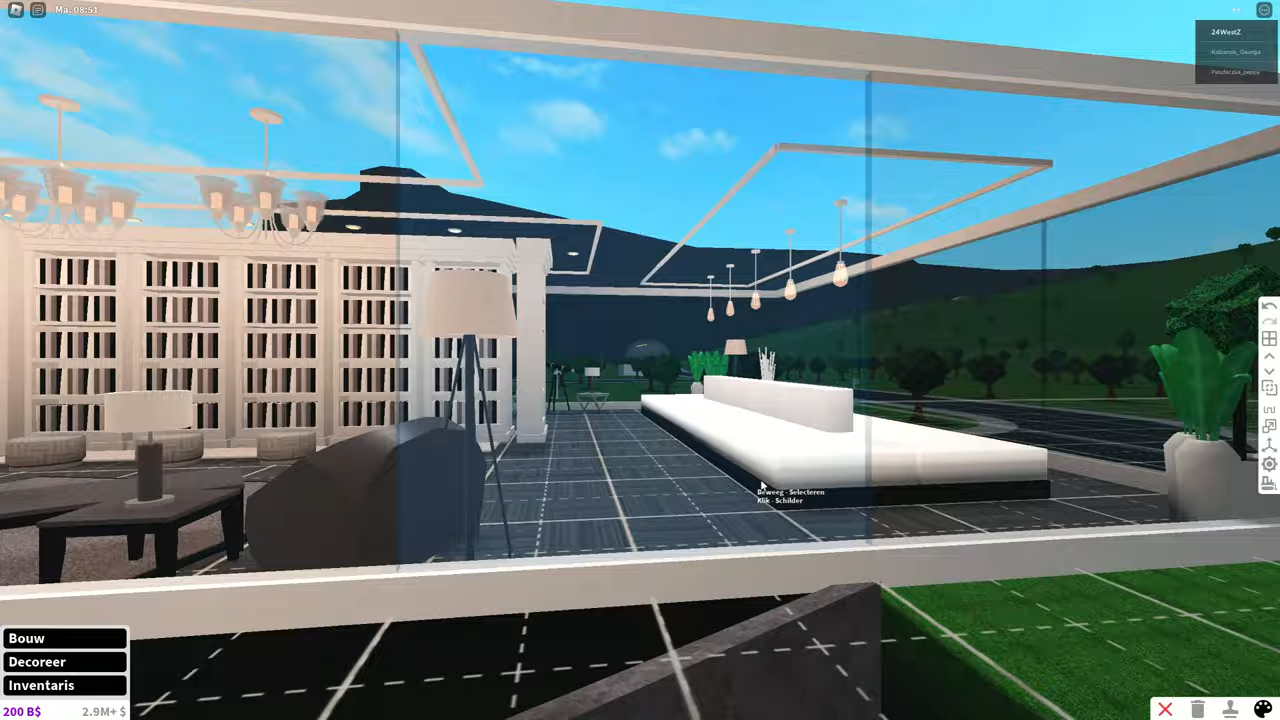 Ma. 08:51
24WestZ
Beweeg - Selecteren
Klik - Schilder
Bouw
Decoreer
Inventaris
200 B$ 2.9M+ $